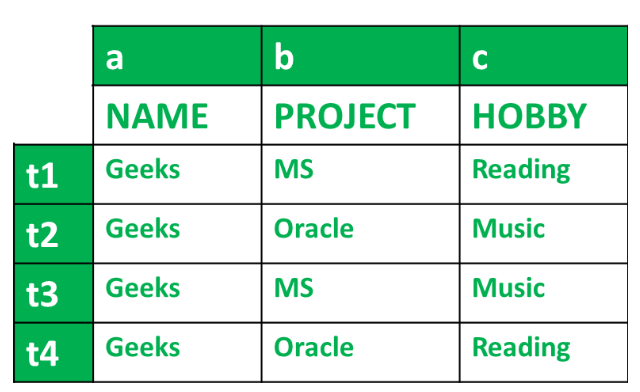 a b c
NAME PROJECT HOBBY
t1 Geeks MS Reading
t2 Geeks Oracle Music
t3 Geeks MS Music
t4 Geeks Oracle Reading